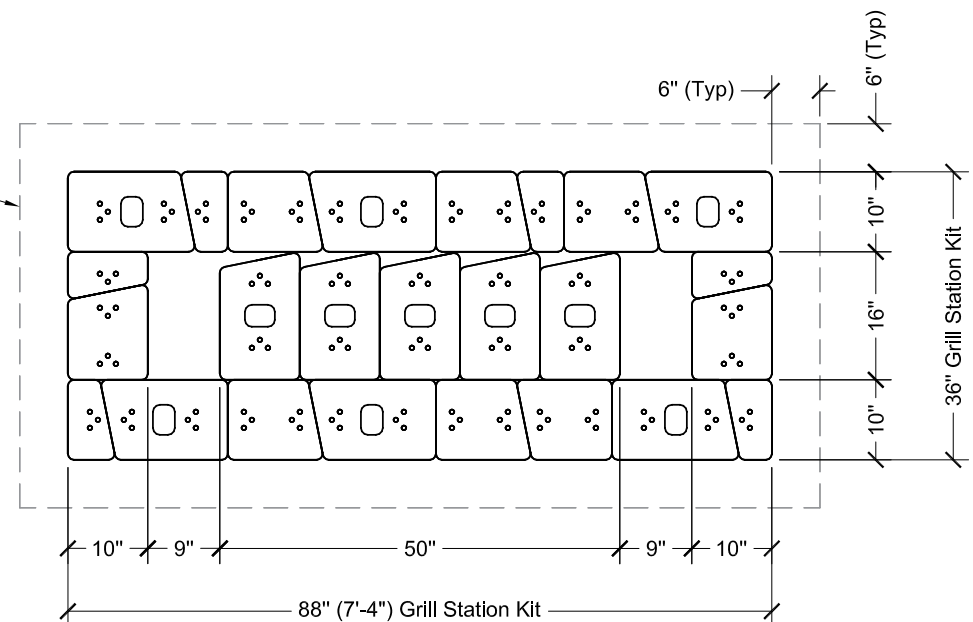 6" (Typ)
6" (Typ)
10"
16"
10"
36" Grill Station Kit
10"
9"
50"
9"
10"
88" (7'-4") Grill Station Kit